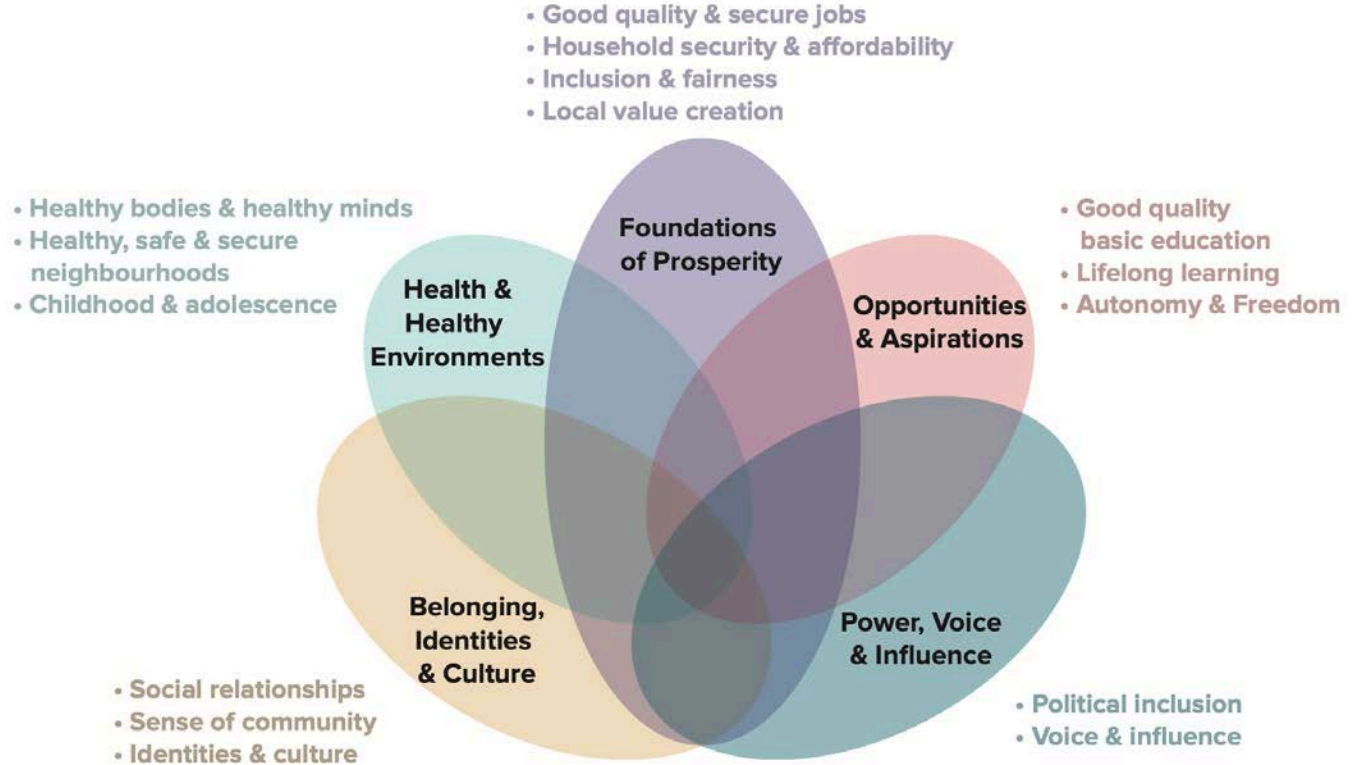 • Good quality & secure jobs
• Household security & affordability
• Inclusion & fairness
• Local value creation
• Healthy bodies & healthy minds
• Healthy, safe & secure
neighbourhoods
• Childhood & adolescence
Foundations
of Prosperity
• Good quality
basic education
• Lifelong learning
• Autonomy & Freedom
Health &
Healthy
Environments
Opportunities
& Aspirations
Belonging,
Identities
& Culture
Power, Voice
& Influence
• Social relationships
• Sense of community
• Identities & culture
• Political inclusion
• Voice & influence